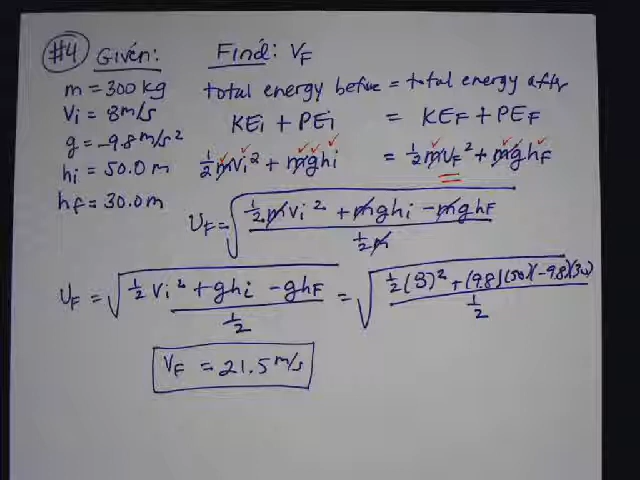 #4 Given: Find: VF
m = 300 kg
total energy before = total energy after
Vi = 8 m/s
KEi + PEi = KEF + PEF
g = -9.8 m/s²
hi = 50.0 m
½mvi² + mghi = ½mvF² + mghF
hf = 30.0 m
VF = √((½mvi² + mghi - mghF) / ½m)
VF = √((½vi² + ghi - ghF) / ½) = √((½(8)² + (9.8)(50)(-9.8)(30)) / ½)
VF = 21.5 m/s